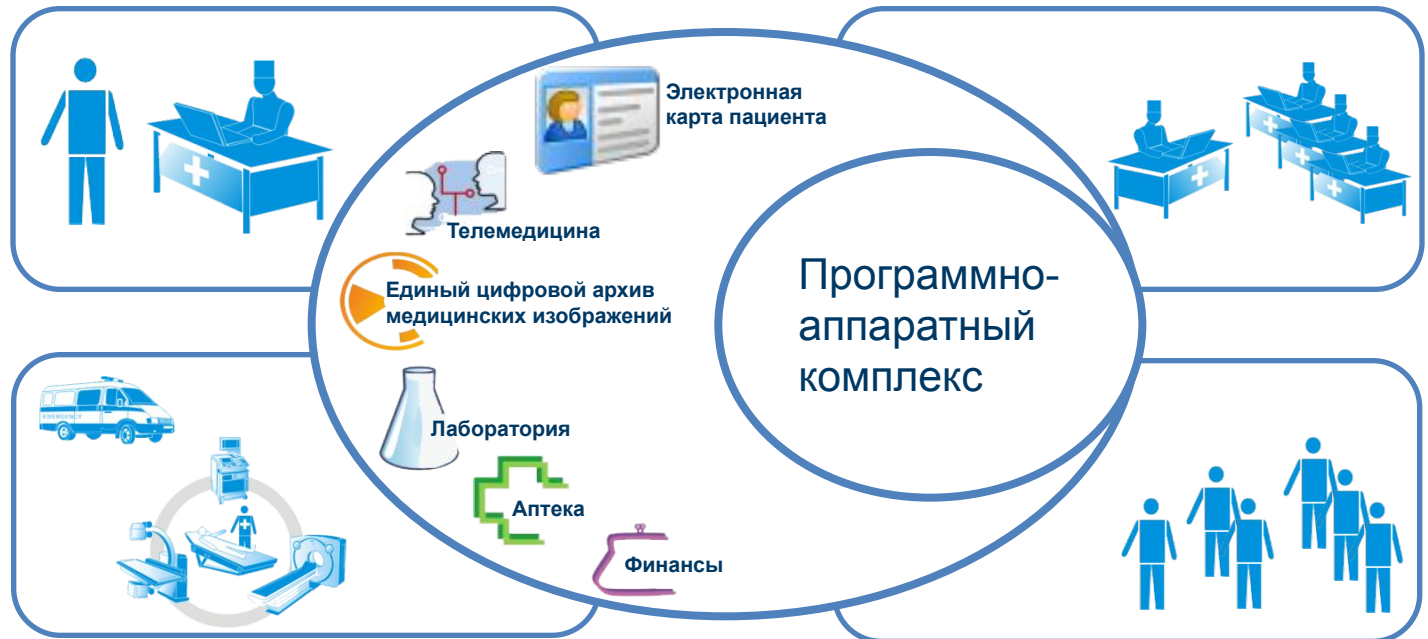 Электронная
карта пациента
Телемедицина
Единый цифровой архив
медицинских изображений
Программно-
аппаратный
комплекс
Лаборатория
Аптека
Финансы